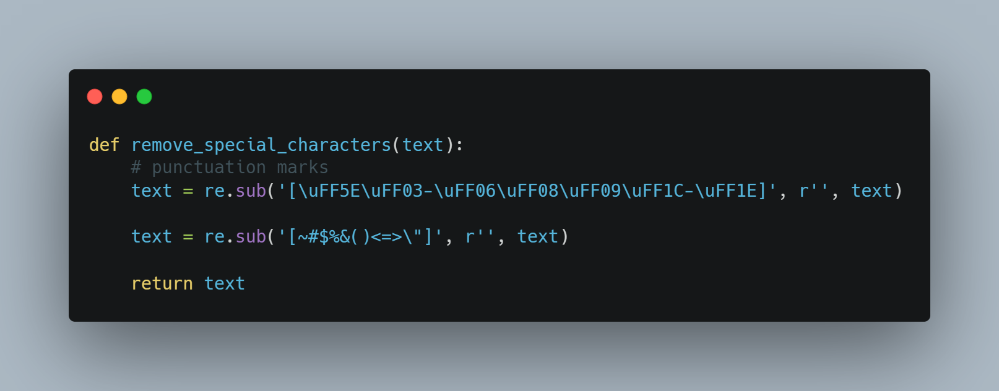 def remove_special_characters(text):
    # punctuation marks
    text = re.sub('[\uFF5E\uFF03-\uFF06\uFF08\uFF09\uFF1C-\uFF1E]', r'', text)
    text = re.sub('[~#$%&()<=>\"]', r'', text)
    return text